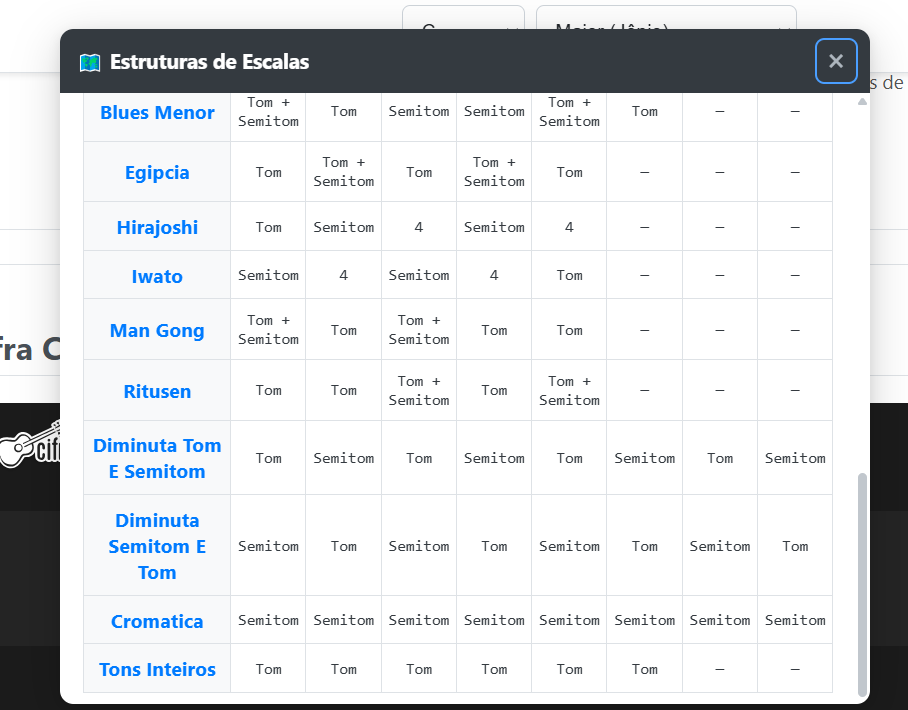 Estruturas de Escalas ×
s de
Blues Menor Tom + Semitom Tom Semitom Semitom Tom + Semitom Tom — —
Egipcia Tom Tom + Semitom Tom Tom + Semitom Tom — — —
Hirajoshi Tom Semitom 4 Semitom 4 — — —
Iwato Semitom 4 Semitom 4 Tom — — —
Man Gong Tom + Semitom Tom Tom + Semitom Tom Tom — — —
fra C
Ritusen Tom Tom Tom + Semitom Tom Tom + Semitom — — —
cif
Diminuta Tom
E Semitom Tom Semitom Tom Semitom Tom Semitom Tom Semitom
Diminuta
Semitom E
Tom Semitom Tom Semitom Tom Semitom Tom Semitom Tom
Cromatica Semitom Semitom Semitom Semitom Semitom Semitom Semitom Semitom
Tons Inteiros Tom Tom Tom Tom Tom Tom — —